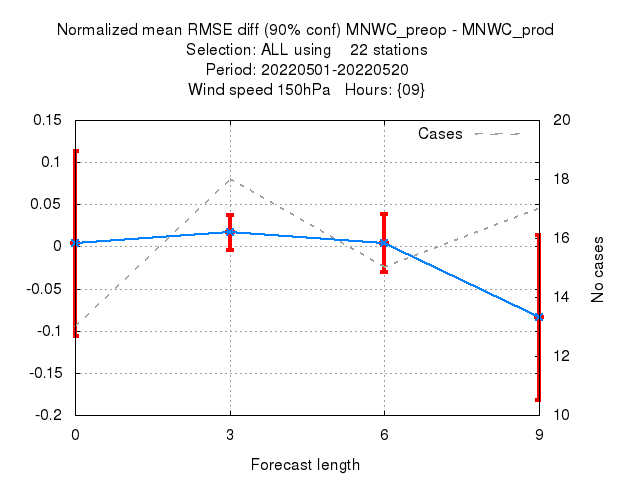 Normalized mean RMSE diff (90% conf) MNWC_preop - MNWC_prod
Selection: ALL using    22 stations
Period: 20220501-20220520
Wind speed 150hPa   Hours: {09}
Cases
0.15
0.1
0.05
0
-0.05
-0.1
-0.15
-0.2
20
18
16
14
12
10
No cases
0
3
6
9
Forecast length